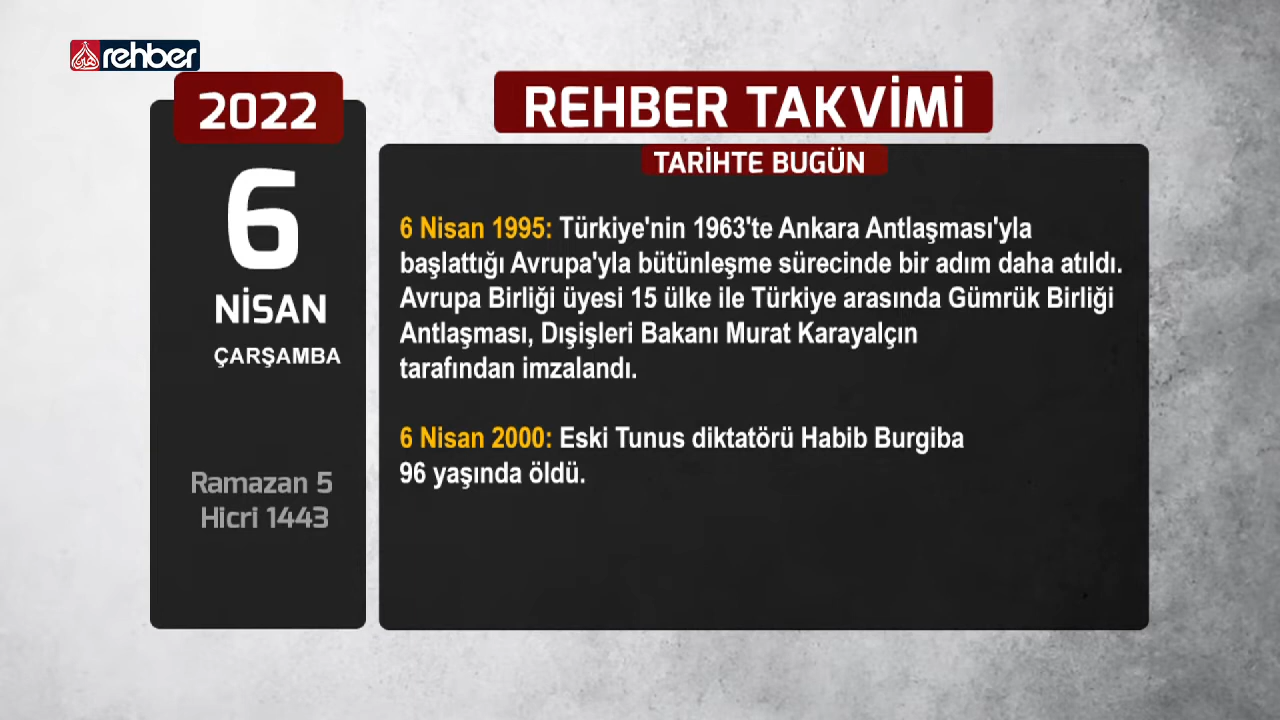 rehber
2022
6
NİSAN
ÇARŞAMBA
Ramazan 5
Hicri 1443
REHBER TAKVİMİ
TARİHTE BUGÜN
6 Nisan 1995: Türkiye'nin 1963'te Ankara Antlaşması'yla
başlattığı Avrupa'yla bütünleşme sürecinde bir adım daha atıldı.
Avrupa Birliği üyesi 15 ülke ile Türkiye arasında Gümrük Birliği
Antlaşması, Dışişleri Bakanı Murat Karayalçın
tarafından imzalandı.
6 Nisan 2000: Eski Tunus diktatörü Habib Burgiba
96 yaşında öldü.